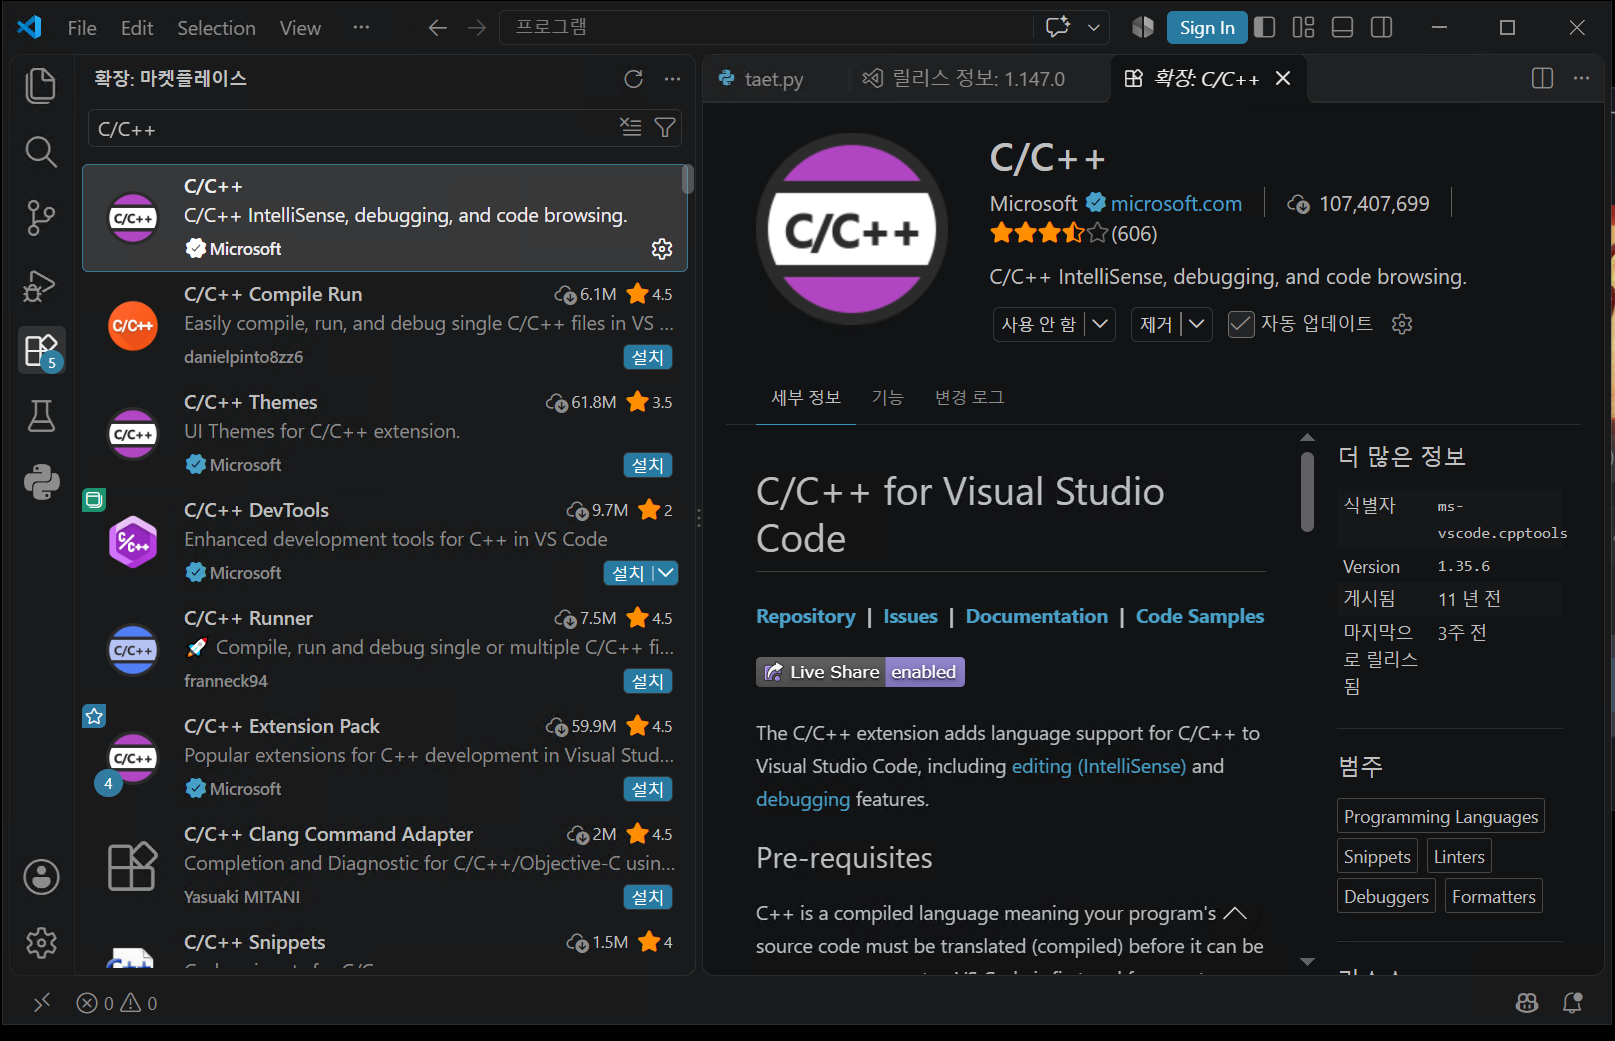 File Edit Selection View ··· 프로그램 Sign In
확장: 마켓플레이스
C/C++
C/C++
C/C++ IntelliSense, debugging, and code browsing.
Microsoft
C/C++ Compile Run 6.1M 4.5
Easily compile, run, and debug single C/C++ files in VS ...
danielpinto8zz6 설치
C/C++ Themes 61.8M 3.5
UI Themes for C/C++ extension.
Microsoft 설치
C/C++ DevTools 9.7M 2
Enhanced development tools for C++ in VS Code
Microsoft 설치
C/C++ Runner 7.5M 4.5
🚀 Compile, run and debug single or multiple C/C++ fi...
franneck94 설치
C/C++ Extension Pack 59.9M 4.5
Popular extensions for C++ development in Visual Stud...
Microsoft 설치
C/C++ Clang Command Adapter 2M 4.5
Completion and Diagnostic for C/C++/Objective-C usin...
Yasuaki MITANI 설치
C/C++ Snippets 1.5M 4
5
4
C/C++
C/C++
C/C++
C/C++
C/C++
C/C++
taet.py 릴리스 정보: 1.147.0 확장: C/C++
C/C++
C/C++
Microsoft microsoft.com 107,407,699
(606)
C/C++ IntelliSense, debugging, and code browsing.
사용 안 함 제거 자동 업데이트
세부 정보 기능 변경 로그
C/C++ for Visual Studio
Code
Repository | Issues | Documentation | Code Samples
Live Share enabled
The C/C++ extension adds language support for C/C++ to
Visual Studio Code, including editing (IntelliSense) and
debugging features.
Pre-requisites
C++ is a compiled language meaning your program's
source code must be translated (compiled) before it can be
더 많은 정보
식별자 ms-
vscode.cpptools
Version 1.35.6
게시됨 11 년 전
마지막으 3주 전
로 릴리스
됨
범주
Programming Languages
Snippets Linters
Debuggers Formatters
0 0